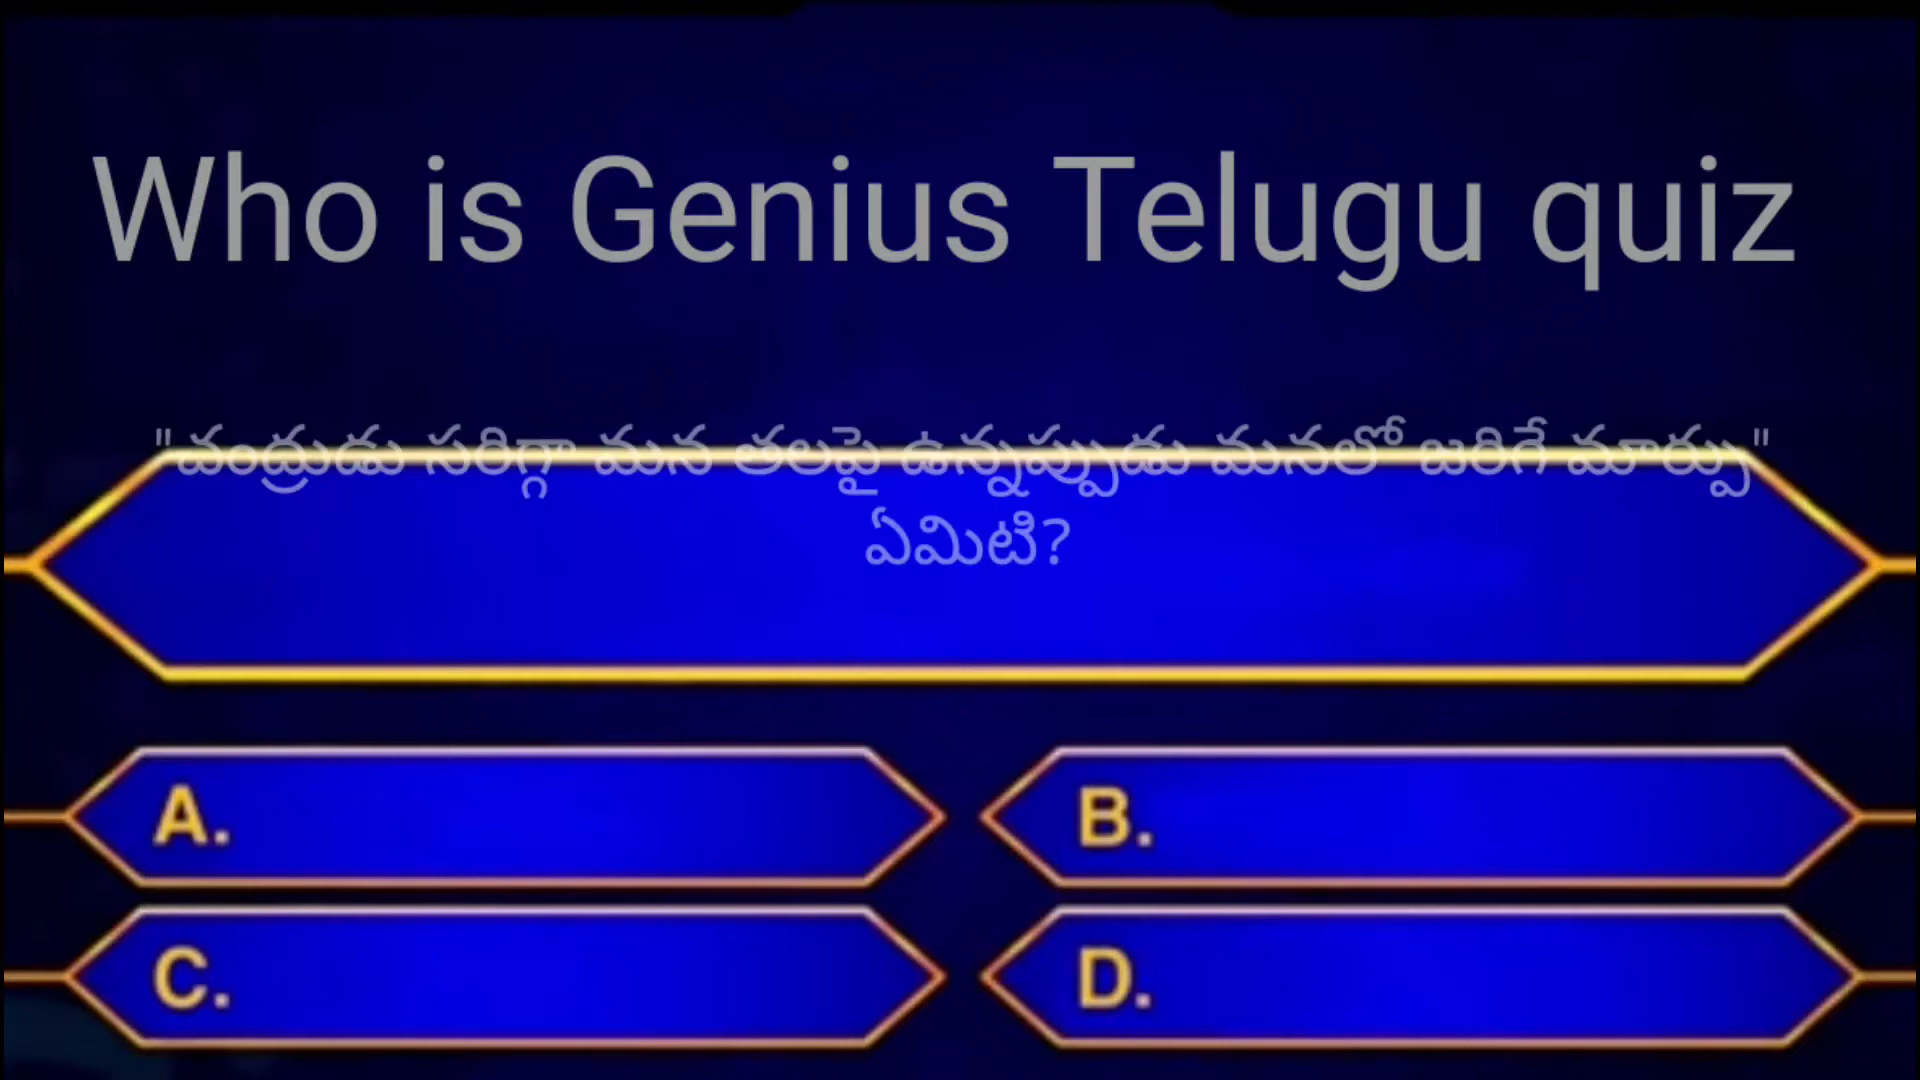 Who is Genius Telugu quiz
"చంద్రుడు సరిగ్గా మన తలపై ఉన్నప్పుడు మనలో జరిగే మార్పు"
ఏమిటి?
A.
B.
C.
D.